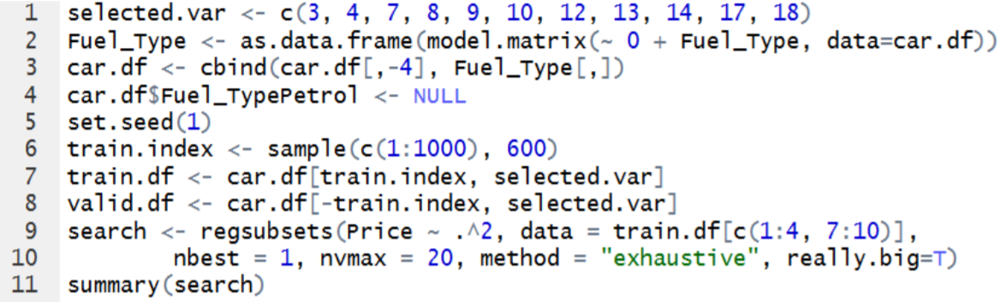 1 selected.var <- c(3, 4, 7, 8, 9, 10, 12, 13, 14, 17, 18)
2 Fuel_Type <- as.data.frame(model.matrix(~ 0 + Fuel_Type, data=car.df))
3 car.df <- cbind(car.df[,-4], Fuel_Type[,])
4 car.df$Fuel_TypePetrol <- NULL
5 set.seed(1)
6 train.index <- sample(c(1:1000), 600)
7 train.df <- car.df[train.index, selected.var]
8 valid.df <- car.df[-train.index, selected.var]
9 search <- regsubsets(Price ~ .^2, data = train.df[c(1:4, 7:10)],
10         nbest = 1, nvmax = 20, method = "exhaustive", really.big=T)
11 summary(search)